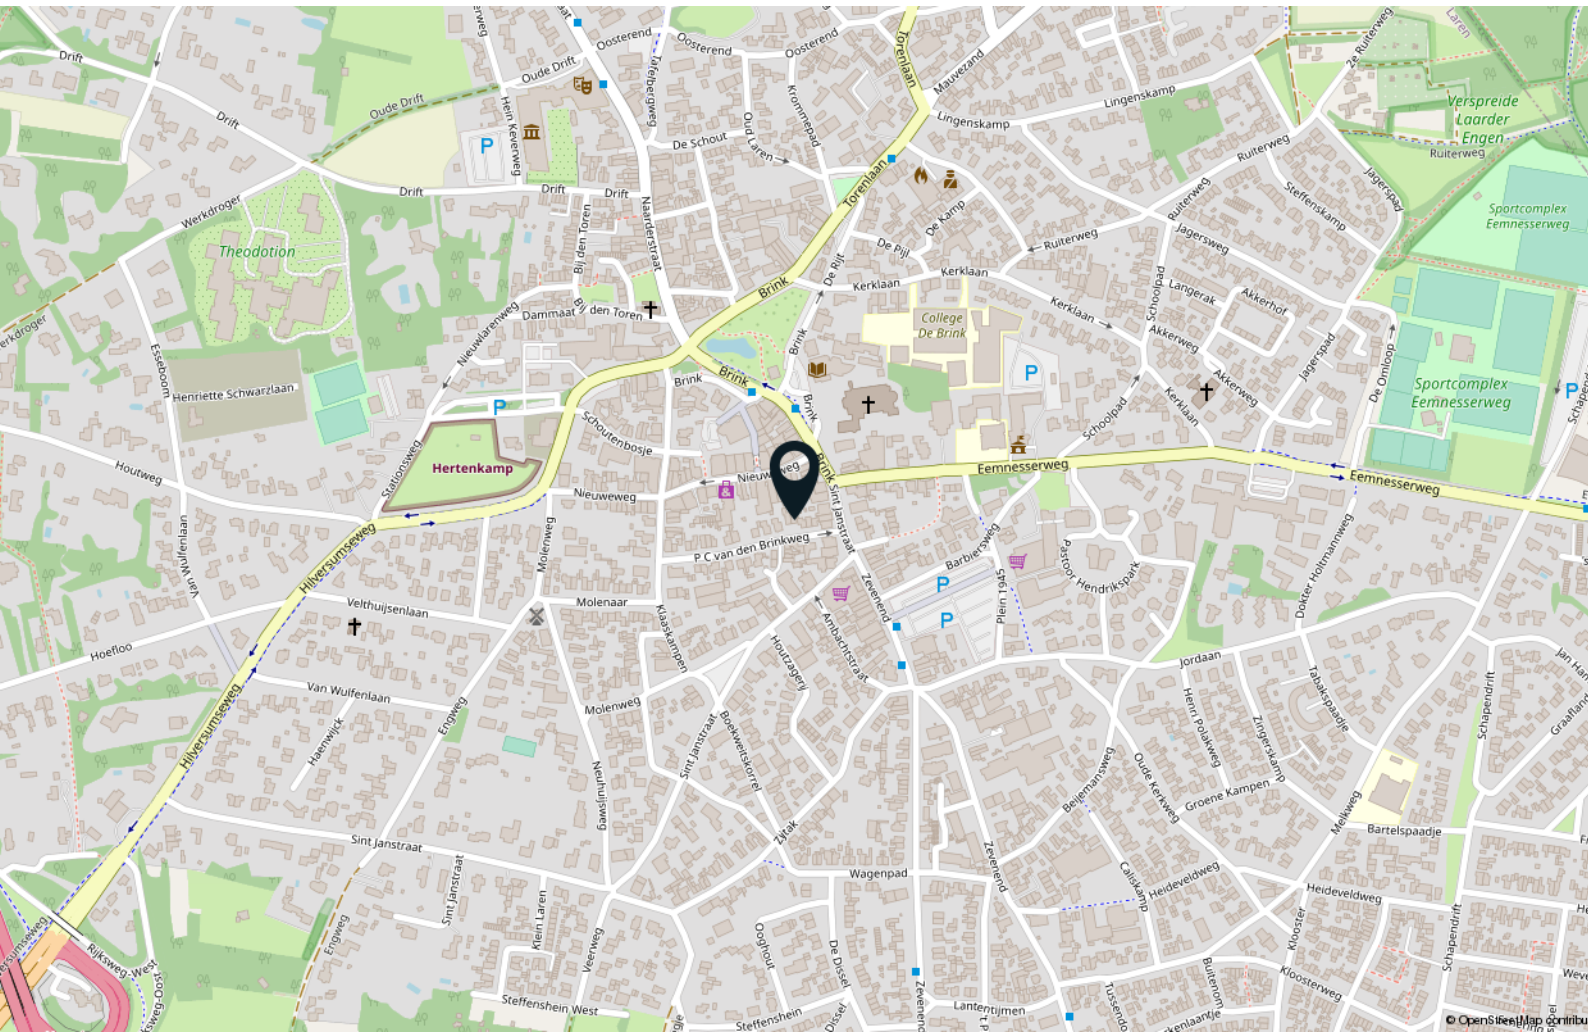 Drift
Oude Drift
Oude Drift
Hein Keverweg
Oosterend
Oosterend
Oosterend
Tafelbergweg
Torenlaan
Mauvezand
Lingenskamp
Lingenskamp
2e Ruiterweg
Laren
Verspreide
Laarder
Engen
Ruiterweg
Drift
P
De Schout
Oud Laren
Krommepad
Ruiterweg
Jagerspad
Drift
Drift
Drift
Werkdroger
Theodotion
Naarderstraat
Bij den Toren
Torenlaan
De Kamp
De Pijl
Ruiterweg
Ruiterweg
Steffenskamp
Jagersweg
Sportcomplex
Eemnesserweg
De Rijt
Kerklaan
Kerklaan
Kerklaan
Brink
Schoolpad
Langerak
Akkerhof
Akkerweg
Akkerweg
Jagerspad
De Omloop
Nieuwlarenweg
Dammaat
Bij den Toren
College
De Brink
P
Brink
Brink
Brink
Brink
Esseboom
Henriette Schwarzlaan
P
Schoutenbosje
Schoolpad
Kerklaan
Sportcomplex
Eemnesserweg
P
Hertenkamp
Stationsweg
Houtweg
Nieuweweg
Brink
Eemnesserweg
Eemnesserweg
Hilversumseweg
Van Wulfenlaan
Molenweg
P C van den Brinkweg
Sint Janstraat
Barbiersweg
Pastoor Hendrikspark
Plein 1945
P
P
Dokter Holtmannweg
Zevenend
Velthuijsenlaan
Molenaar
Klaaskampen
Ambachtstraat
Houtzagerij
Hoefloo
Jordaan
Tabakspaadje
Van Wulfenlaan
Haenwijck
Engweg
Molenweg
Hilversumseweg
Sint Janstraat
Boekweitskorrel
Neuhuijsweg
Henri Polakweg
Zingerskamp
Schapendrift
Beijemansweg
Oude Kerkweg
Groene Kampen
Melkweg
Bartelspaadje
Zijtak
Sint Janstraat
Sint Janstraat
Wagenpad
Zevenend
Caliskamp
Heideveldweg
Heideveldweg
Klooster
Schapendrift
Kloosterweg
Engweg
Klein Laren
Veerweg
Ooghout
De Dissel
Rijksweg-West
Steffenshein West
Steffenshein
Lantentijmen
Buitenom
© OpenStreetMap contribu